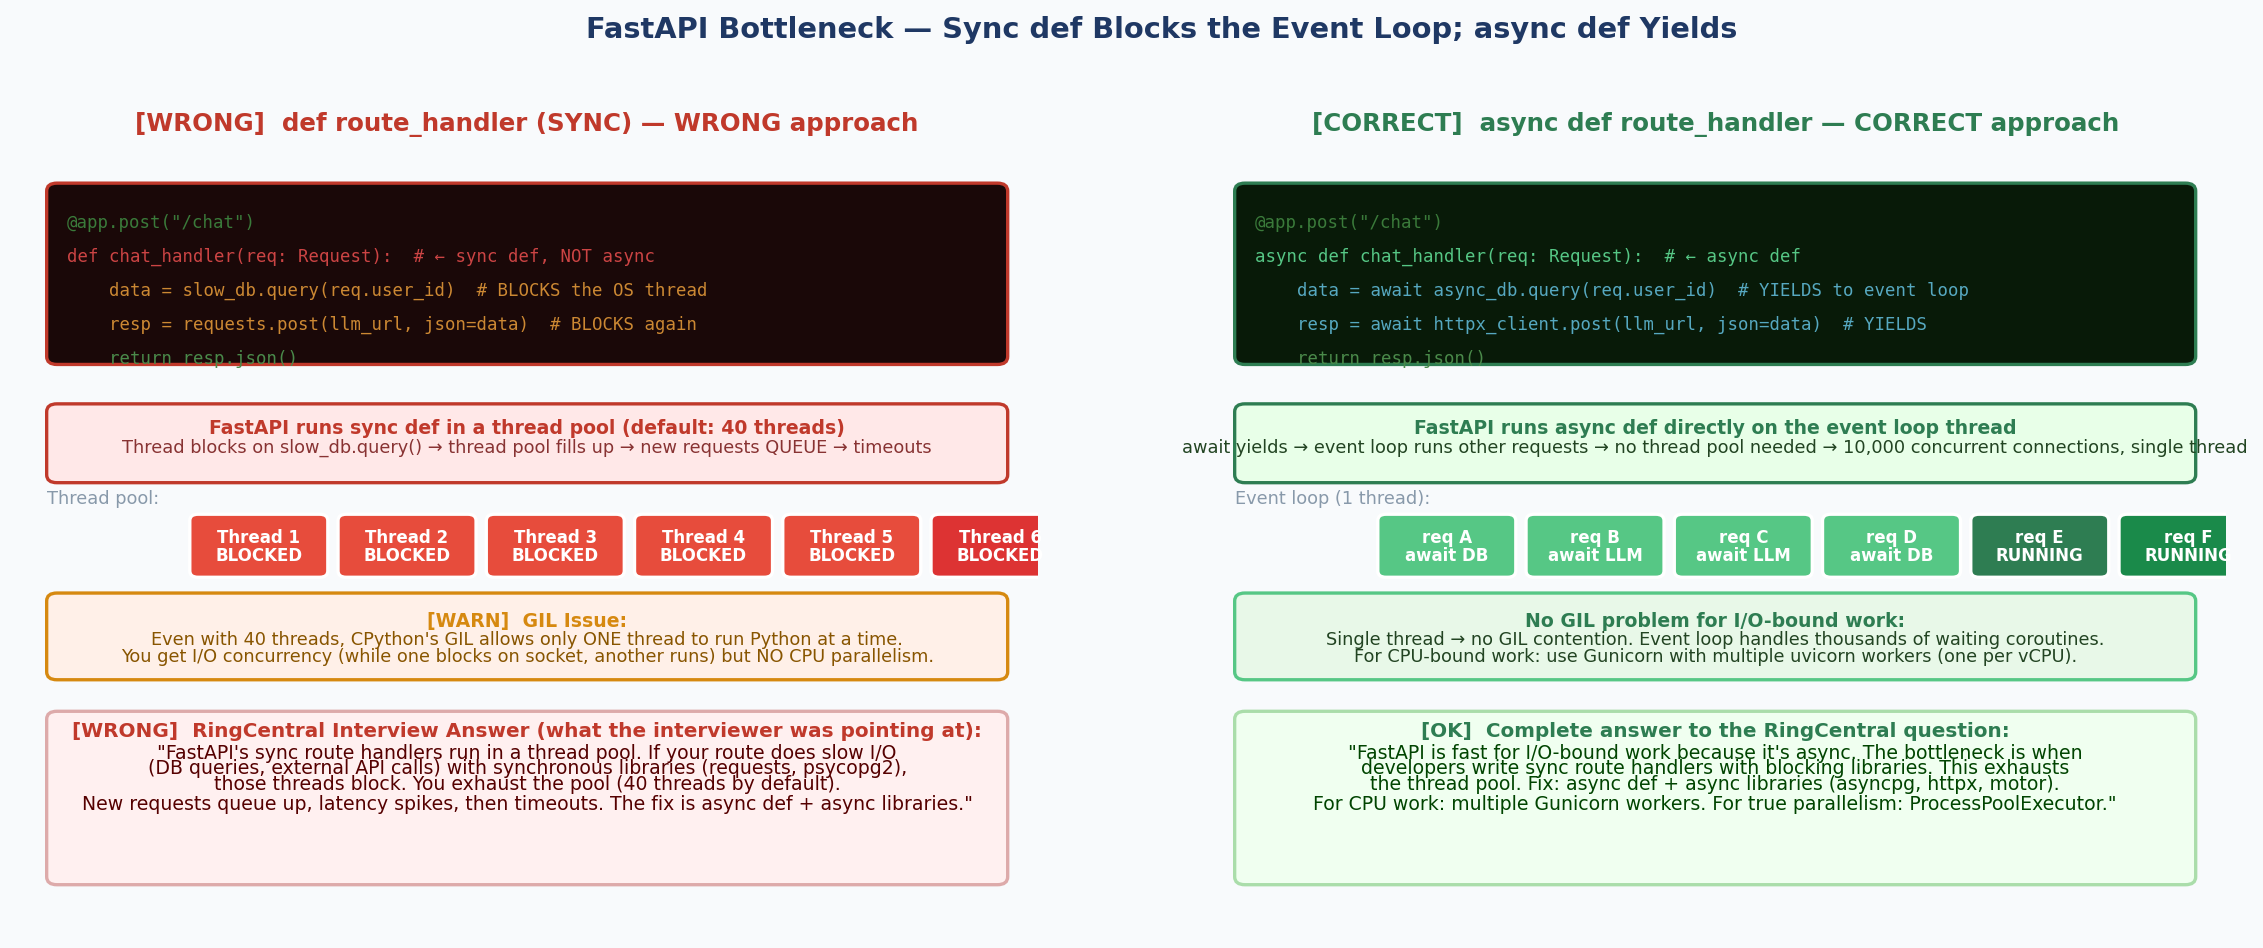 FastAPI Bottleneck — Sync def Blocks the Event Loop; async def Yields
[WRONG]  def route_handler (SYNC) — WRONG approach
@app.post("/chat")
def chat_handler(req: Request):  # ← sync def, NOT async
    data = slow_db.query(req.user_id)  # BLOCKS the OS thread
    resp = requests.post(llm_url, json=data)  # BLOCKS again
    return resp.json()
FastAPI runs sync def in a thread pool (default: 40 threads)
Thread blocks on slow_db.query() → thread pool fills up → new requests QUEUE → timeouts
Thread pool:
Thread 1
BLOCKED
Thread 2
BLOCKED
Thread 3
BLOCKED
Thread 4
BLOCKED
Thread 5
BLOCKED
Thread 6
BLOCKED
[WARN]  GIL Issue:
Even with 40 threads, CPython's GIL allows only ONE thread to run Python at a time.
You get I/O concurrency (while one blocks on socket, another runs) but NO CPU parallelism.
[WRONG]  RingCentral Interview Answer (what the interviewer was pointing at):
"FastAPI's sync route handlers run in a thread pool. If your route does slow I/O
(DB queries, external API calls) with synchronous libraries (requests, psycopg2),
those threads block. You exhaust the pool (40 threads by default).
New requests queue up, latency spikes, then timeouts. The fix is async def + async libraries."
[CORRECT]  async def route_handler — CORRECT approach
@app.post("/chat")
async def chat_handler(req: Request):  # ← async def
    data = await async_db.query(req.user_id)  # YIELDS to event loop
    resp = await httpx_client.post(llm_url, json=data)  # YIELDS
    return resp.json()
FastAPI runs async def directly on the event loop thread
await yields → event loop runs other requests → no thread pool needed → 10,000 concurrent connections, single thread
Event loop (1 thread):
req A
await DB
req B
await LLM
req C
await LLM
req D
await DB
req E
RUNNING
req F
RUNNING
No GIL problem for I/O-bound work:
Single thread → no GIL contention. Event loop handles thousands of waiting coroutines.
For CPU-bound work: use Gunicorn with multiple uvicorn workers (one per vCPU).
[OK]  Complete answer to the RingCentral question:
"FastAPI is fast for I/O-bound work because it's async. The bottleneck is when
developers write sync route handlers with blocking libraries. This exhausts
the thread pool. Fix: async def + async libraries (asyncpg, httpx, motor).
For CPU work: multiple Gunicorn workers. For true parallelism: ProcessPoolExecutor."